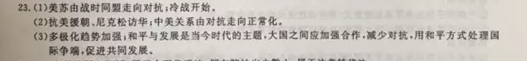 23.(1)美苏由战时同盟走向对抗;冷战开始。
(2)抗美援朝、尼克松访华;中美关系由对抗走向正常化。
(3)多极化趋势加强;和平与发展是当今时代的主题,大国之间应加强合作,减少对抗,用和平方式处理国
际争端,促进共同发展。